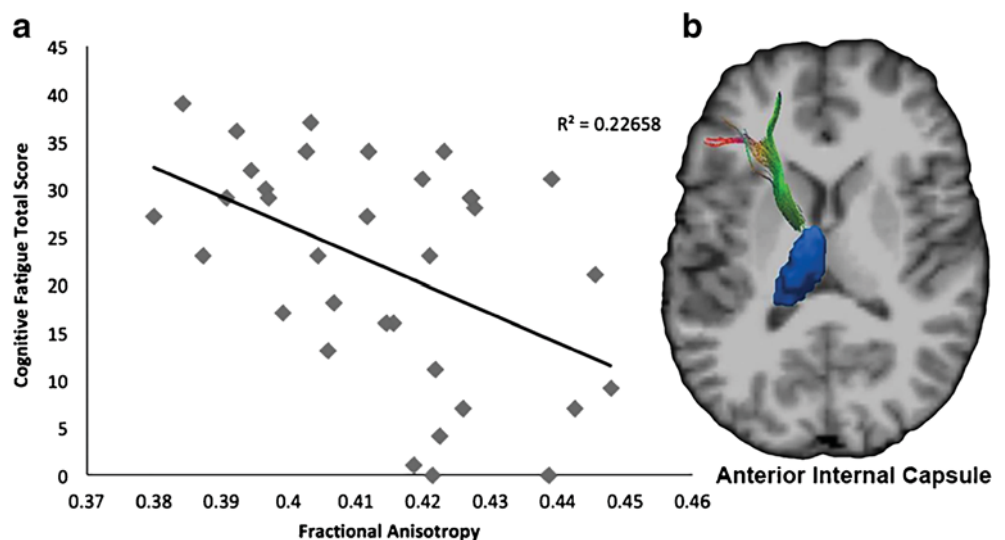 a
b
Cognitive Fatigue Total Score
45
40
35
30
25
20
15
10
5
0
R² = 0.22658
0.37 0.38 0.39 0.4 0.41 0.42 0.43 0.44 0.45 0.46
Fractional Anisotropy
Anterior Internal Capsule